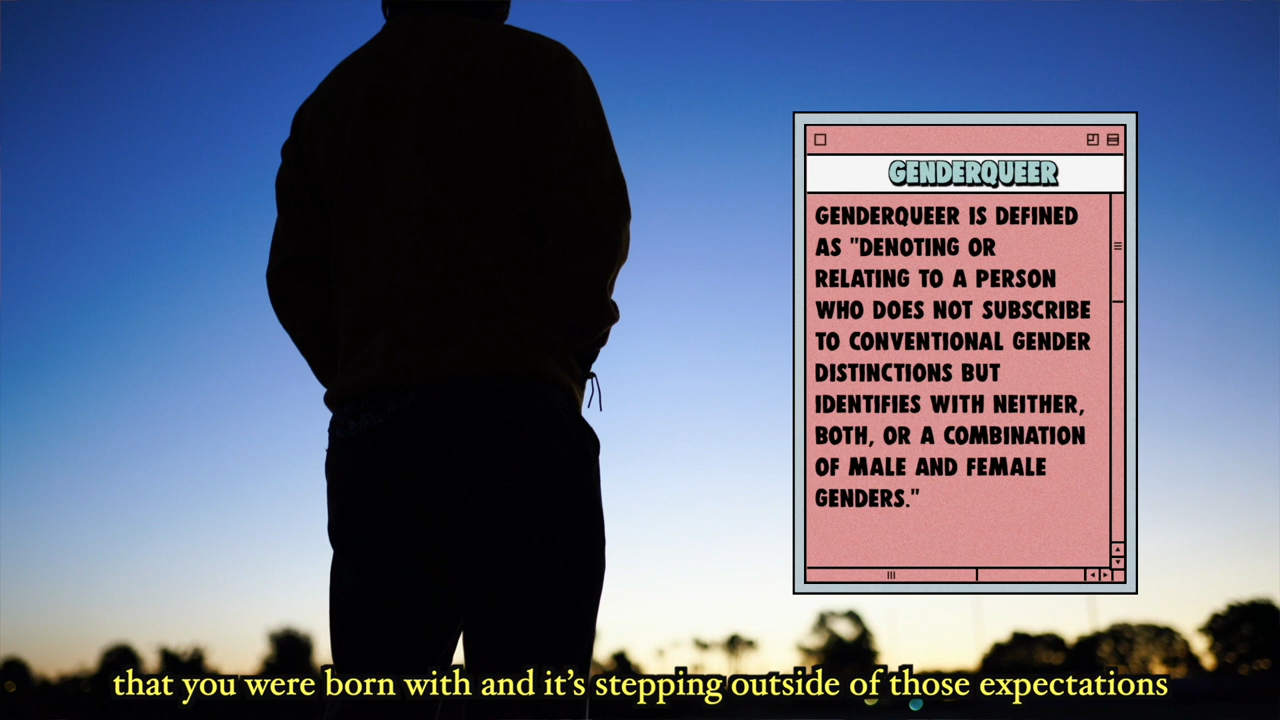 GENDERQUEER
GENDERQUEER IS DEFINED
AS "DENOTING OR
RELATING TO A PERSON
WHO DOES NOT SUBSCRIBE
TO CONVENTIONAL GENDER
DISTINCTIONS BUT
IDENTIFIES WITH NEITHER,
BOTH, OR A COMBINATION
OF MALE AND FEMALE
GENDERS."
that you were born with and it's stepping outside of those expectations